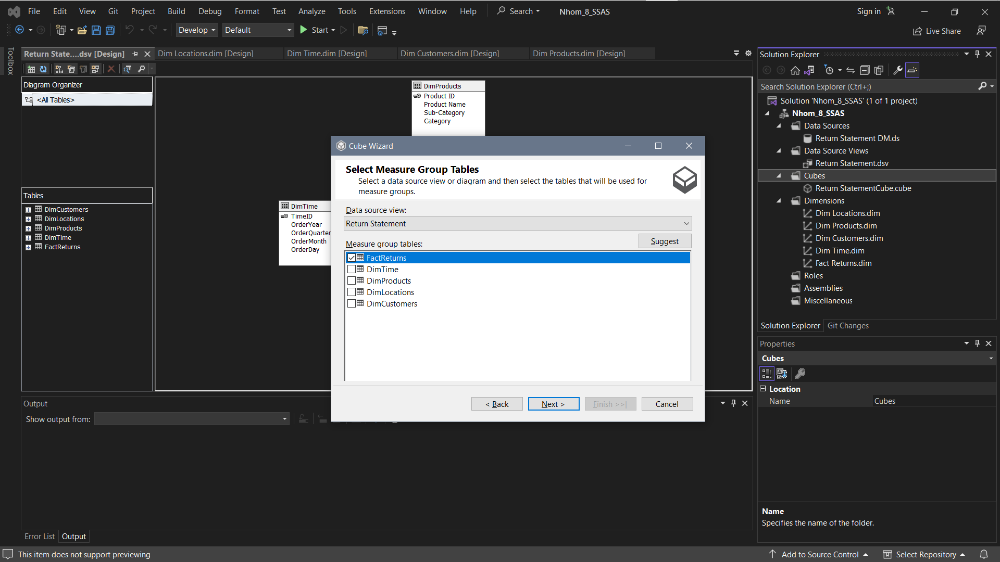 File Edit View Git Project Build Debug Format Test Analyze Tools Extensions Window Help Search Nhom_8_SSAS Sign in
Develop Default Start Live Share
Toolbox
Return State....dsv [Design] Dim Locations.dim [Design] Dim Time.dim [Design] Dim Customers.dim [Design] Dim Products.dim [Design]
Diagram Organizer
<All Tables>
Tables
DimCustomers
DimLocations
DimProducts
DimTime
FactReturns
DimProducts
Product ID
Product Name
Sub-Category
Category
DimTime
TimeID
OrderYear
OrderQuarter
OrderMonth
OrderDay
Cube Wizard
Select Measure Group Tables
Select a data source view or diagram and then select the tables that will be used for
measure groups.
Data source view:
Return Statement
Measure group tables:
Suggest
FactReturns
DimTime
DimProducts
DimLocations
DimCustomers
< Back Next > Finish >>| Cancel
Output
Show output from:
Error List Output
Solution Explorer
Search Solution Explorer (Ctrl+;)
Solution 'Nhom_8_SSAS' (1 of 1 project)
Nhom_8_SSAS
Data Sources
Return Statement DM.ds
Data Source Views
Return Statement.dsv
Cubes
Return StatementCube.cube
Dimensions
Dim Locations.dim
Dim Products.dim
Dim Customers.dim
Dim Time.dim
Fact Returns.dim
Roles
Assemblies
Miscellaneous
Solution Explorer Git Changes
Properties
Cubes
Location
Name Cubes
Name
Specifies the name of the folder.
This item does not support previewing Add to Source Control Select Repository